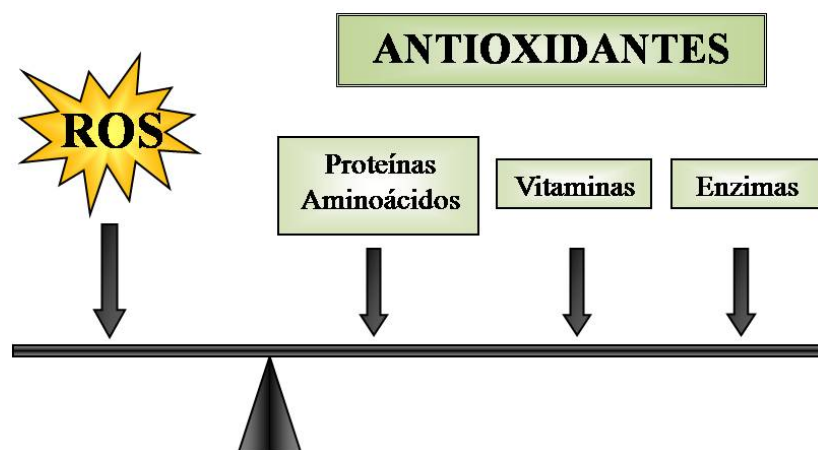 ANTIOXIDANTES
ROS
Proteínas
Aminoácidos
Vitaminas
Enzimas